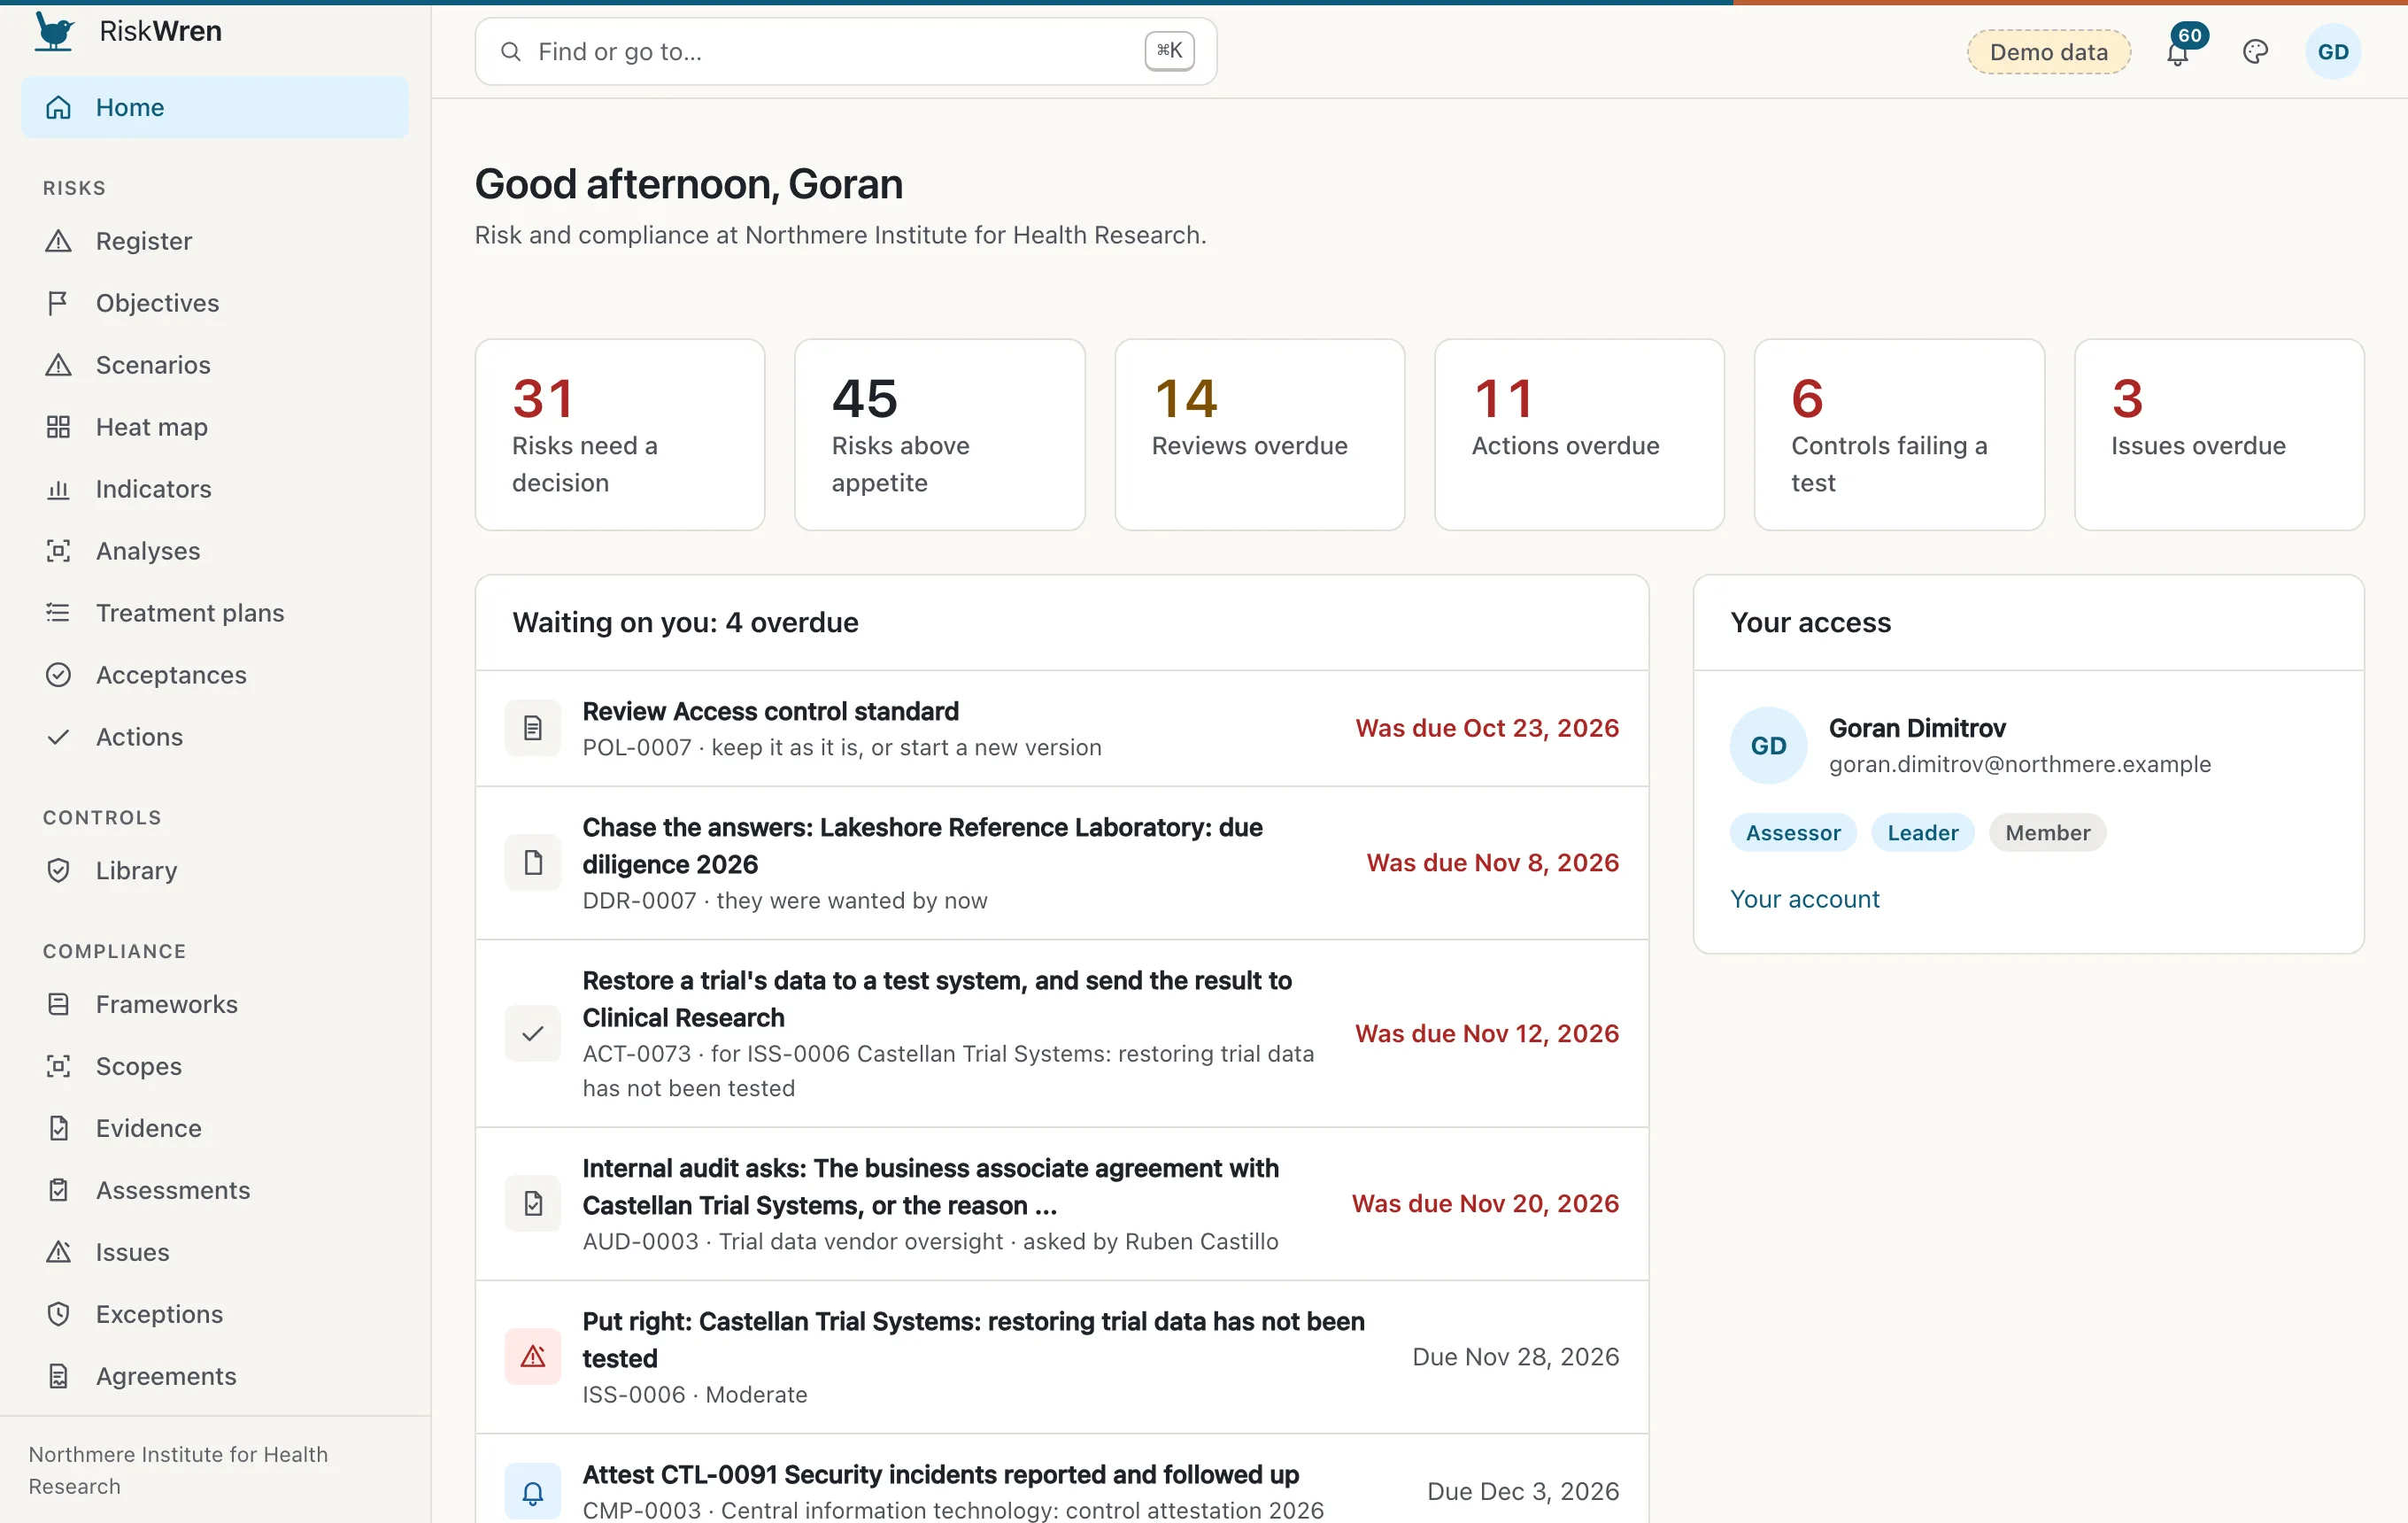 RiskWren
Find or go to...
⌘K
Demo data
60
GD
Home
RISKS
Register
Objectives
Scenarios
Heat map
Indicators
Analyses
Treatment plans
Acceptances
Actions
CONTROLS
Library
COMPLIANCE
Frameworks
Scopes
Evidence
Assessments
Issues
Exceptions
Agreements
Northmere Institute for Health
Research
Good afternoon, Goran
Risk and compliance at Northmere Institute for Health Research.
31
Risks need a
decision
45
Risks above
appetite
14
Reviews overdue
11
Actions overdue
6
Controls failing a
test
3
Issues overdue
Waiting on you: 4 overdue
Review Access control standard
POL-0007 · keep it as it is, or start a new version
Was due Oct 23, 2026
Chase the answers: Lakeshore Reference Laboratory: due
diligence 2026
DDR-0007 · they were wanted by now
Was due Nov 8, 2026
Restore a trial's data to a test system, and send the result to
Clinical Research
ACT-0073 · for ISS-0006 Castellan Trial Systems: restoring trial data
has not been tested
Was due Nov 12, 2026
Internal audit asks: The business associate agreement with
Castellan Trial Systems, or the reason ...
AUD-0003 · Trial data vendor oversight · asked by Ruben Castillo
Was due Nov 20, 2026
Put right: Castellan Trial Systems: restoring trial data has not been
tested
ISS-0006 · Moderate
Due Nov 28, 2026
Attest CTL-0091 Security incidents reported and followed up
CMP-0003 · Central information technology: control attestation 2026
Due Dec 3, 2026
Your access
GD
Goran Dimitrov
goran.dimitrov@northmere.example
Assessor
Leader
Member
Your account